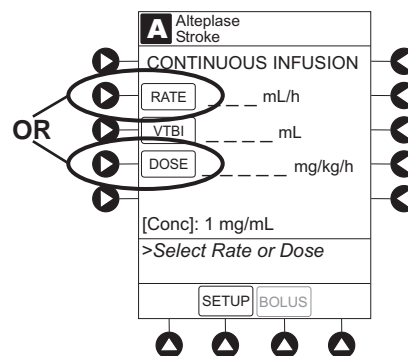 A Alteplase
Stroke
CONTINUOUS INFUSION
RATE _ _ _ mL/h
OR
VTBI _ _ _ mL
DOSE _ _ _ _ _ mg/kg/h
[Conc]: 1 mg/mL
>Select Rate or Dose
SETUP BOLUS